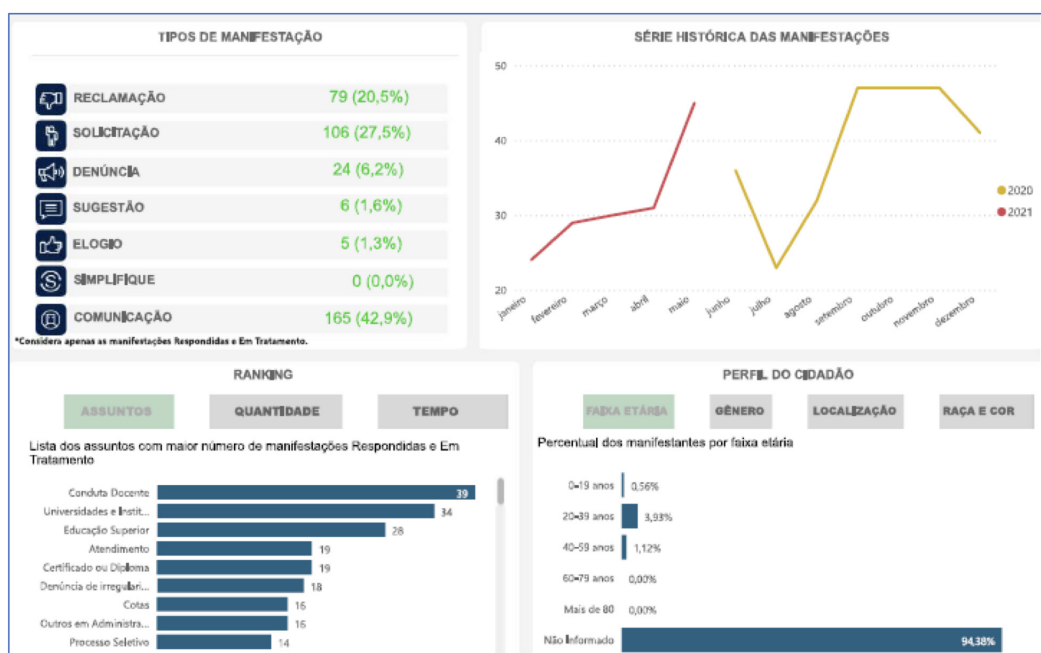 TIPOS DE MANIFESTAÇÃO
RECLAMAÇÃO 79 (20,5%)
SOLICITAÇÃO 106 (27,5%)
DENÚNCIA 24 (6,2%)
SUGESTÃO 6 (1,6%)
ELOGIO 5 (1,3%)
SIMPLIFIQUE 0 (0,0%)
COMUNICAÇÃO 165 (42,9%)
*Considera apenas as manifestações Respondidas e Em Tratamento.
SÉRIE HISTÓRICA DAS MANIFESTAÇÕES
50
40
30
20
janeiro
fevereiro
março
abril
maio
junho
julho
agosto
setembro
outubro
novembro
dezembro
2020
2021
RANKING
ASSUNTOS QUANTIDADE TEMPO
Lista dos assuntos com maior número de manifestações Respondidas e Em
Tratamento
Conduta Docente 39
Universidades e Instit... 34
Educação Superior 28
Atendimento 19
Certificado ou Diploma 19
Denúncia de irregulari... 18
Cotas 16
Outros em Administra... 16
Processo Seletivo 14
PERFIL DO CIDADÃO
FAIXA ETÁRIA GÊNERO LOCALIZAÇÃO RAÇA E COR
Percentual dos manifestantes por faixa etária
0-19 anos 0,56%
20-39 anos 3,93%
40-59 anos 1,12%
60-79 anos 0,00%
Mais de 80 0,00%
Não Informado 94,38%